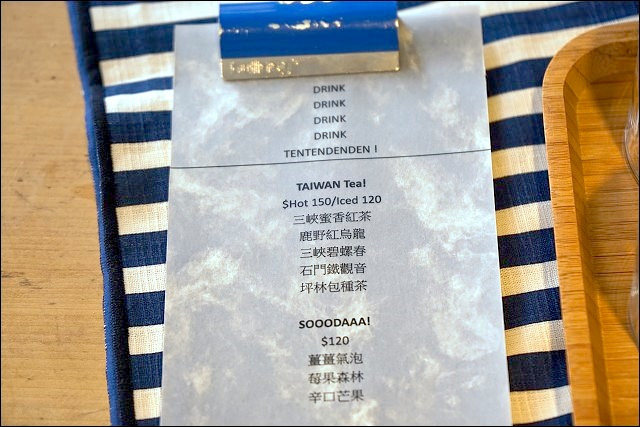 DRINK
DRINK
DRINK
DRINK
TENTENDENDEN !
TAIWAN Tea!
$Hot 150/Iced 120
三峽蜜香紅茶
鹿野紅烏龍
三峽碧螺春
石門鐵觀音
坪林包種茶
SOOODAAA!
$120
薑薑氣泡
莓果森林
辛口芒果